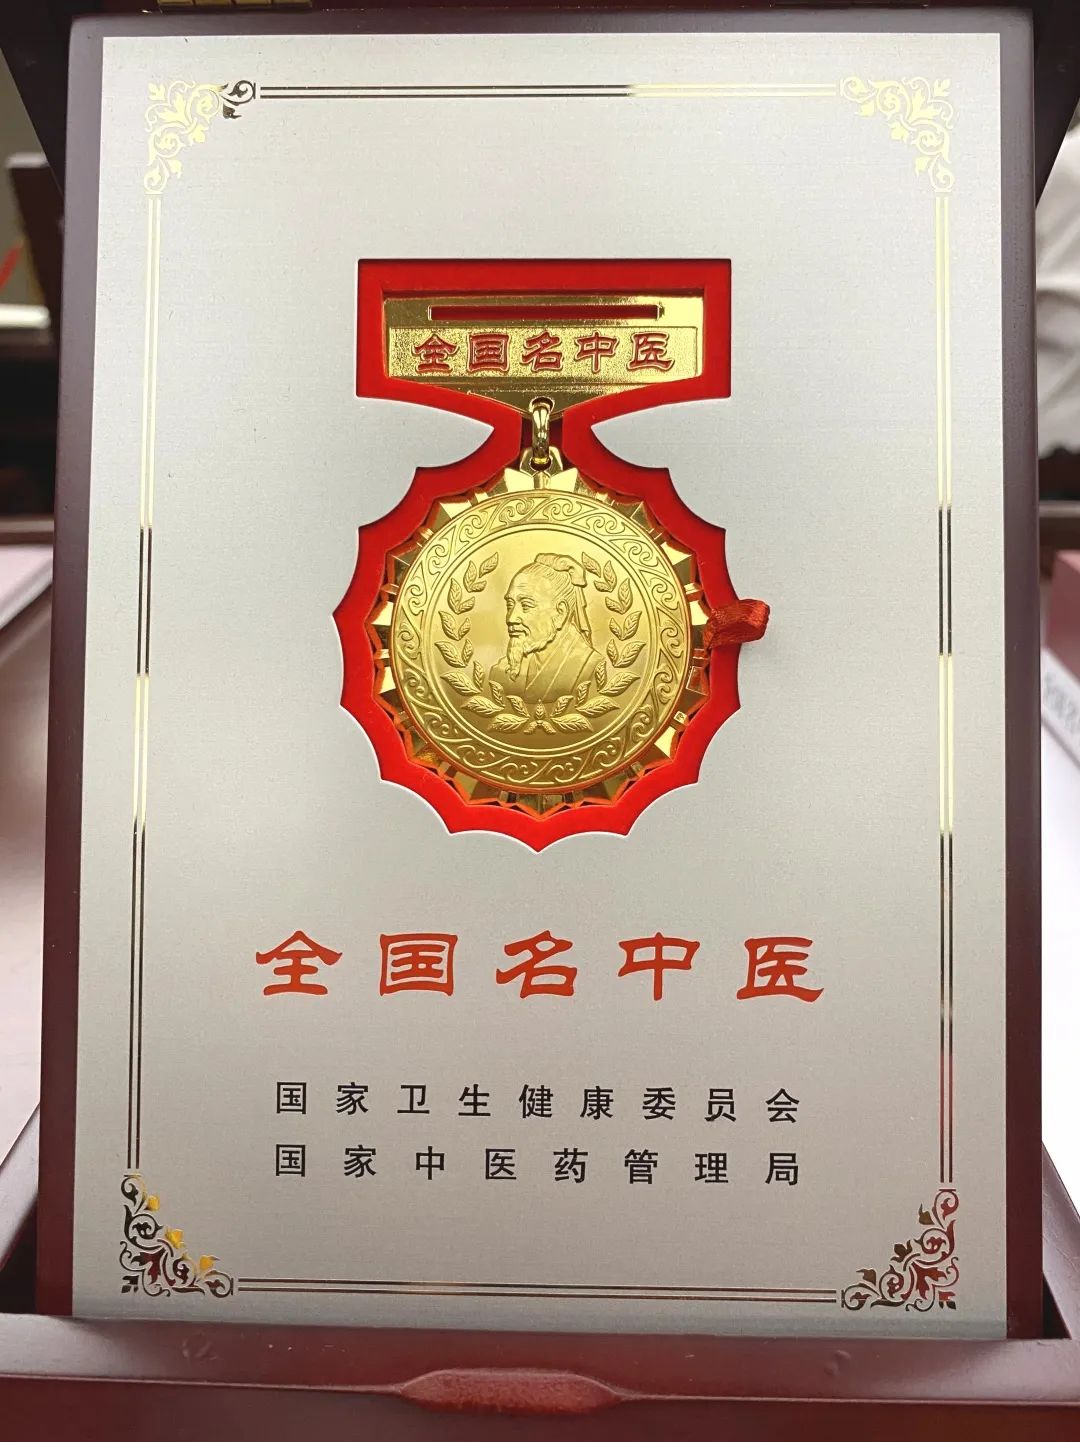 全国名中医
全国名中医
国家卫生健康委员会
国家中医药管理局